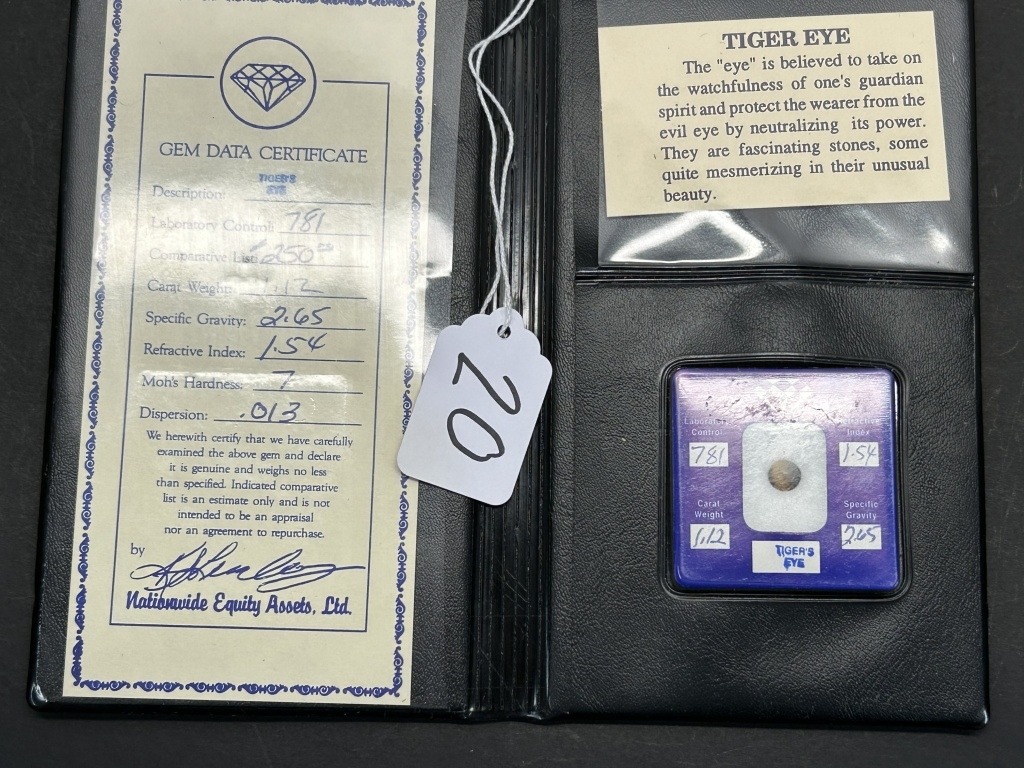 GEM DATA CERTIFICATE
Description: TIGER'S EYE
Laboratory Control: 781
Comparative List: 250⁰⁰
Carat Weight: 1.12
Specific Gravity: 2.65
Refractive Index: 1.54
Moh's Hardness: 7
Dispersion: .013
We herewith certify that we have carefully
examined the above gem and declare
it is genuine and weighs no less
than specified. Indicated comparative
list is an estimate only and is not
intended to be an appraisal
nor an agreement to repurchase.
by
Nationwide Equity Assets, Ltd.
20
TIGER EYE
The "eye" is believed to take on
the watchfulness of one's guardian
spirit and protect the wearer from the
evil eye by neutralizing its power.
They are fascinating stones, some
quite mesmerizing in their unusual
beauty.
Laboratory Control
781
Refractive Index
1.54
Carat Weight
1.12
Specific Gravity
2.65
TIGER'S
EYE